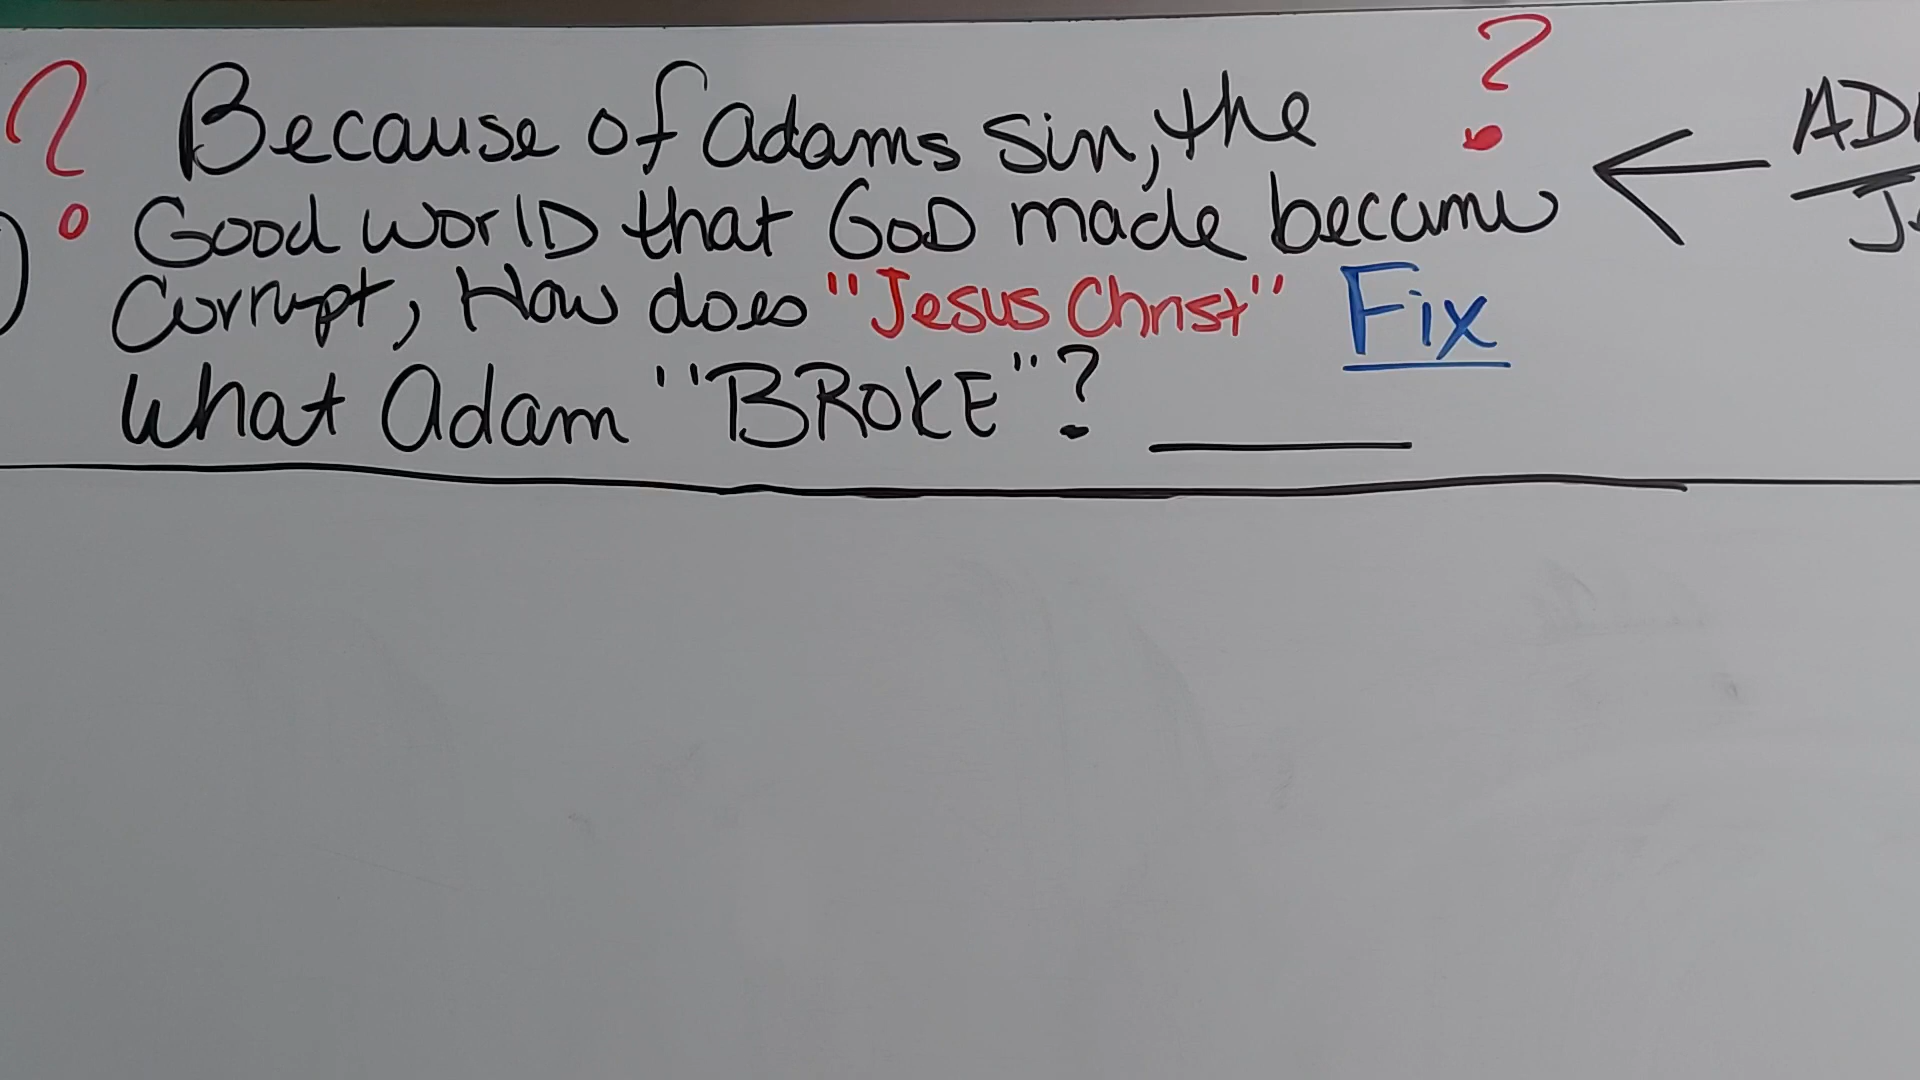 ? Because of Adams Sin, the ?
Good World that GoD made became
Corrupt, How does "Jesus Christ" Fix
What Adam "BROKE"?